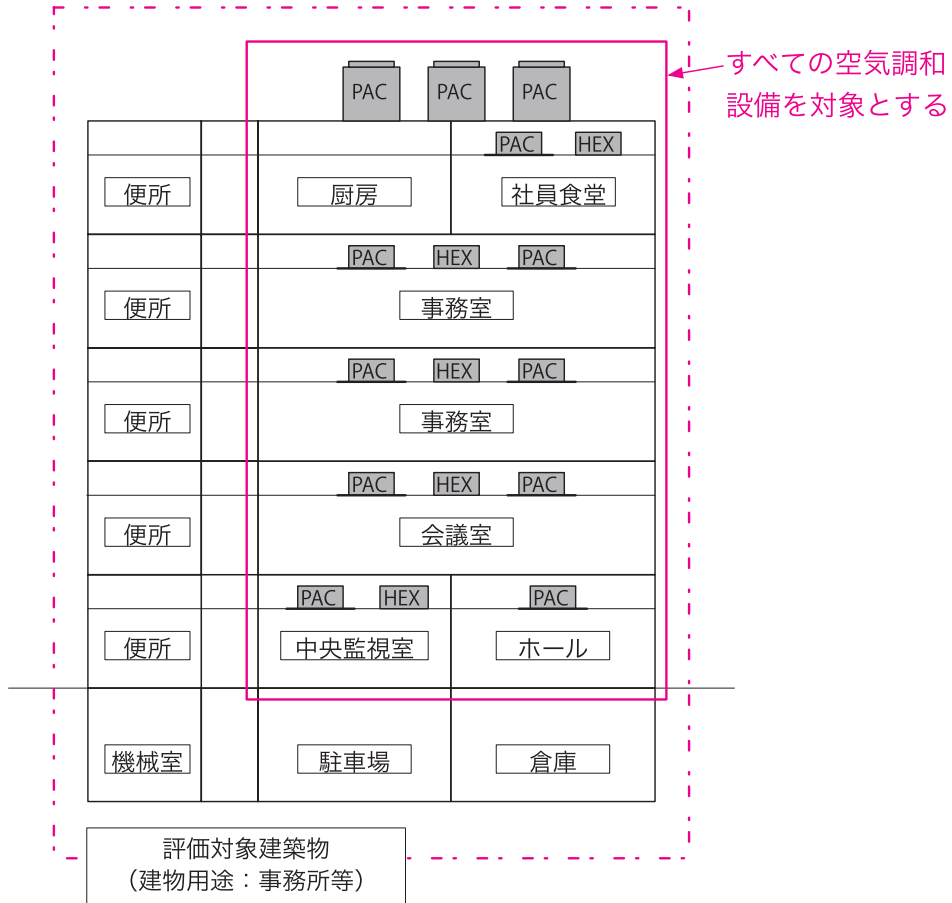 すべての空気調和
設備を対象とする
PAC PAC PAC
PAC HEX
便所 厨房 社員食堂
PAC HEX PAC
便所 事務室
PAC HEX PAC
便所 事務室
PAC HEX PAC
便所 会議室
PAC HEX PAC
便所 中央監視室 ホール
機械室 駐車場 倉庫
評価対象建築物
（建物用途：事務所等）